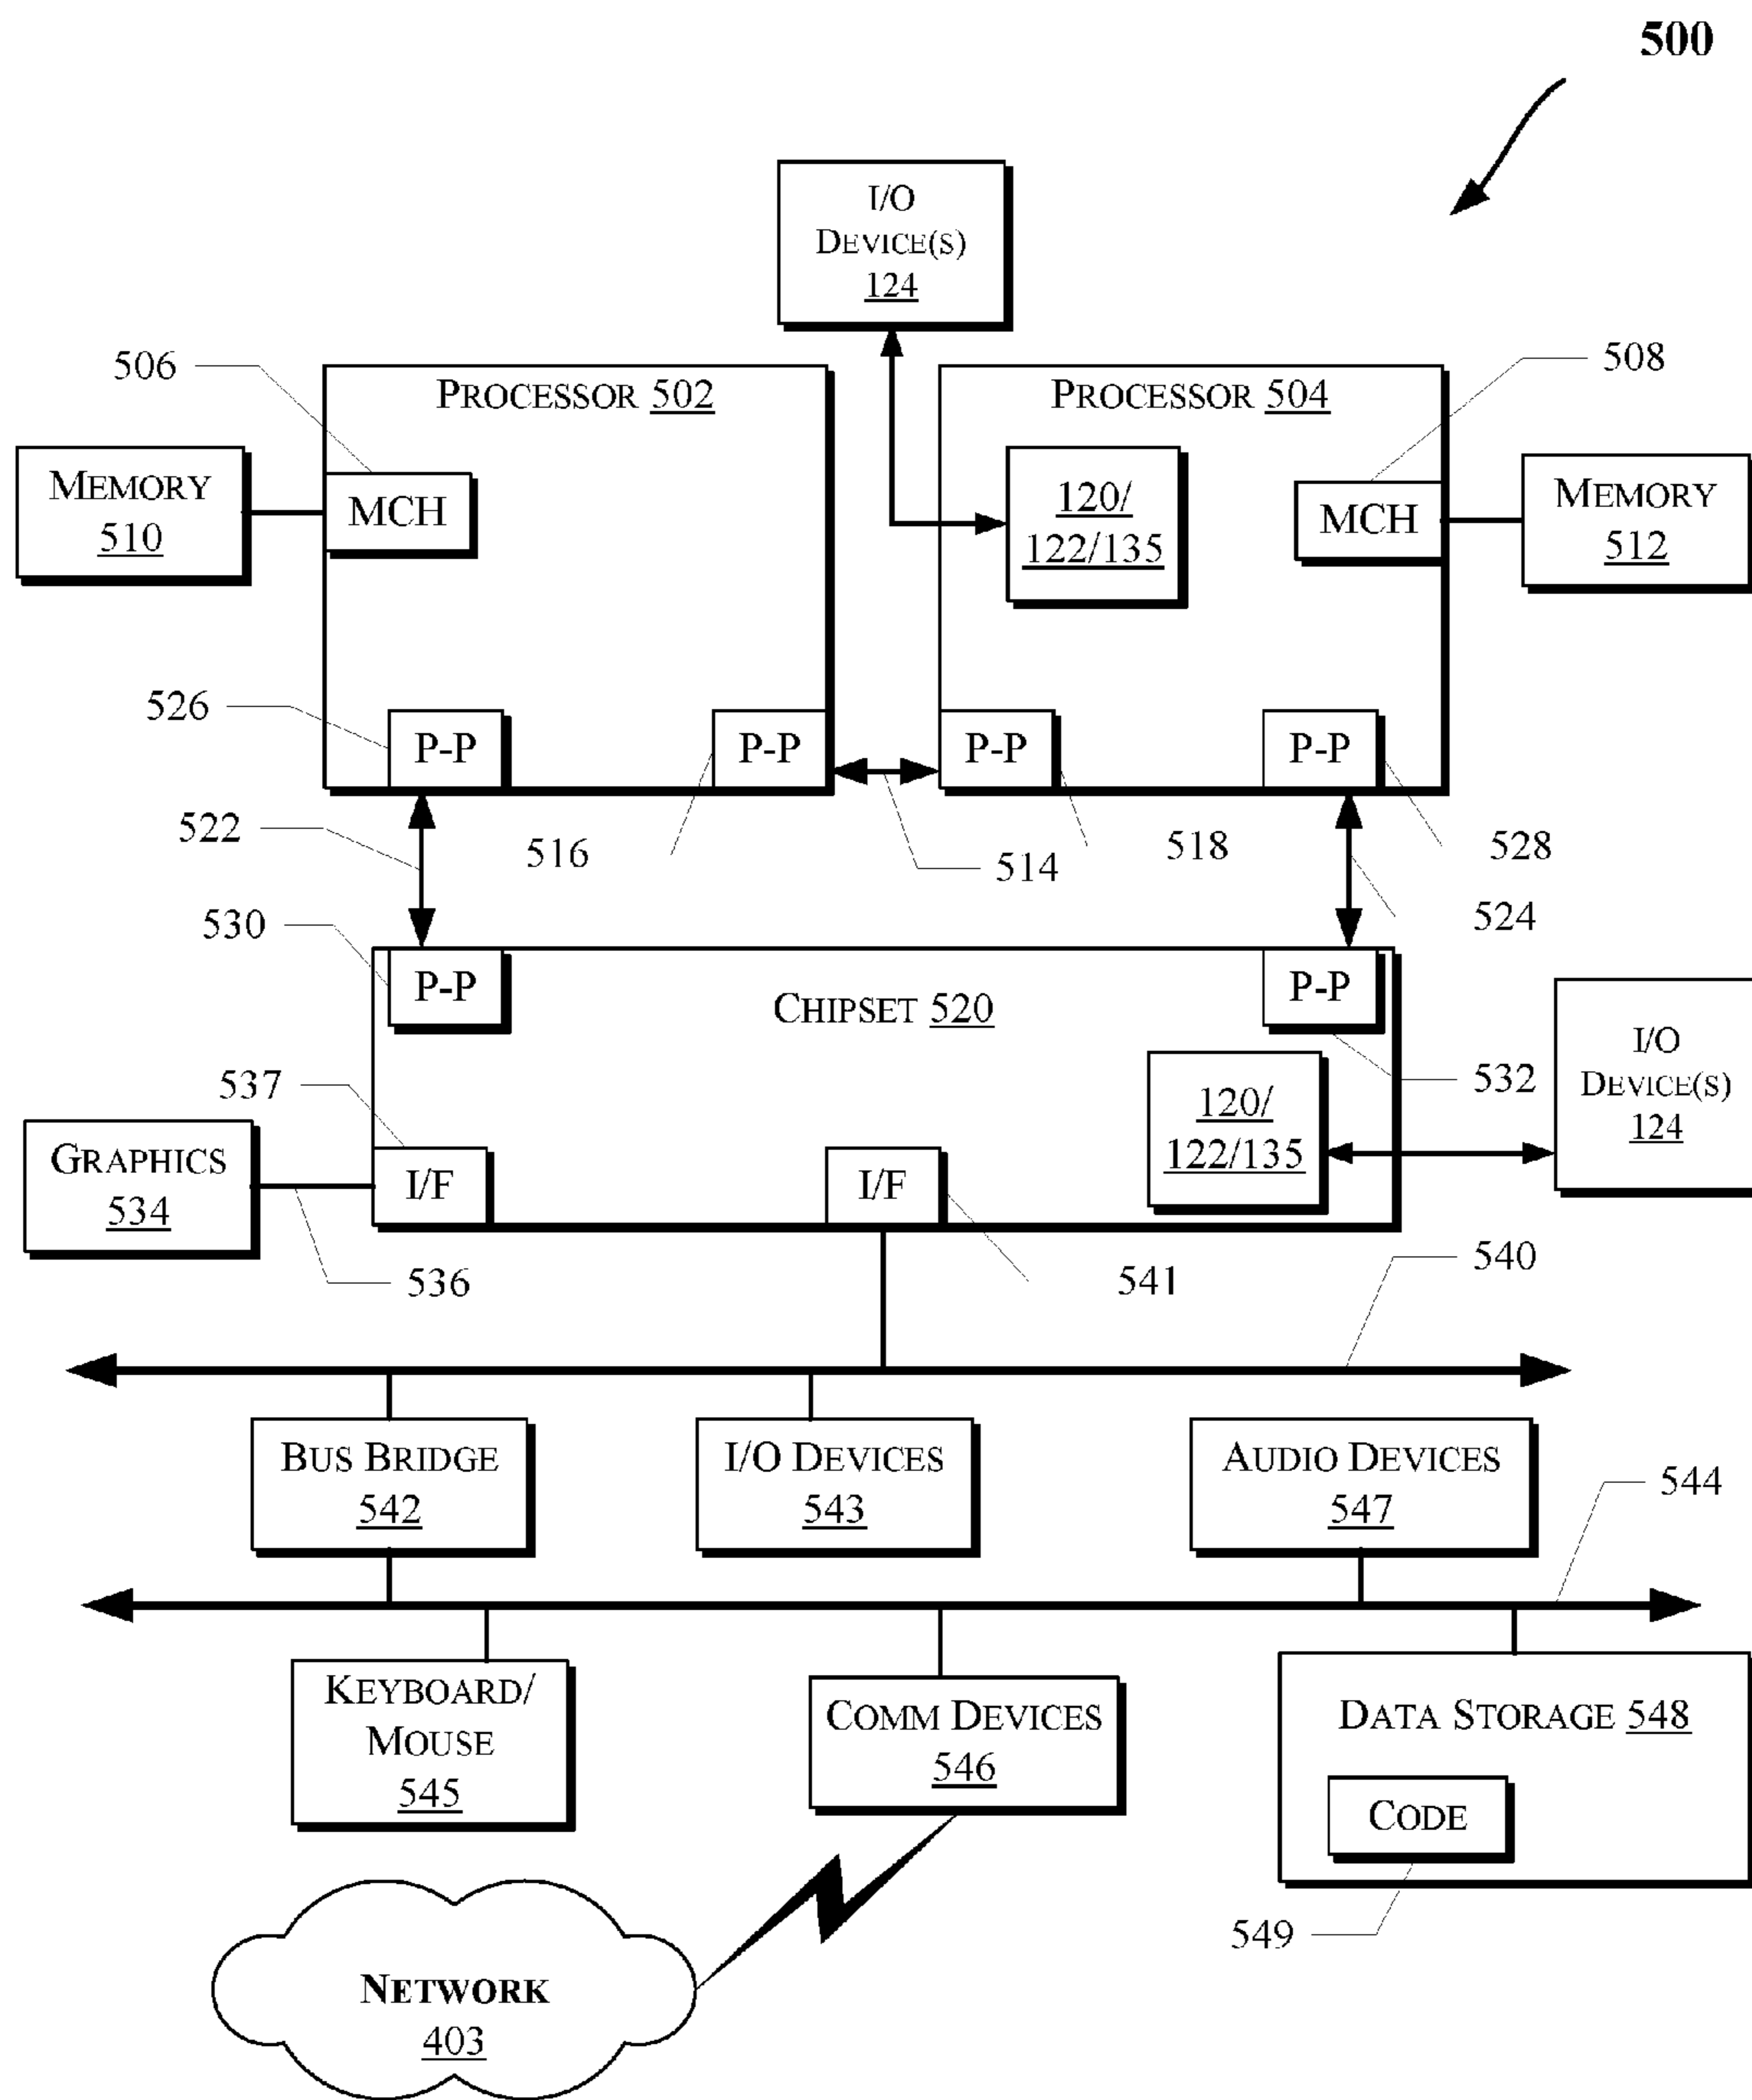 500
I/O
DEVICE(S)
124
506
PROCESSOR 502
PROCESSOR 504
508
MEMORY
510
MCH
120/
122/135
MCH
MEMORY
512
526
P-P
P-P
P-P
P-P
522
516
514
518
528
524
530
P-P
CHIPSET 520
P-P
532
I/O
DEVICE(S)
124
537
120/
122/135
GRAPHICS
534
I/F
I/F
536
541
540
BUS BRIDGE
542
I/O DEVICES
543
AUDIO DEVICES
547
544
KEYBOARD/
MOUSE
545
COMM DEVICES
546
DATA STORAGE 548
CODE
549
NETWORK
403